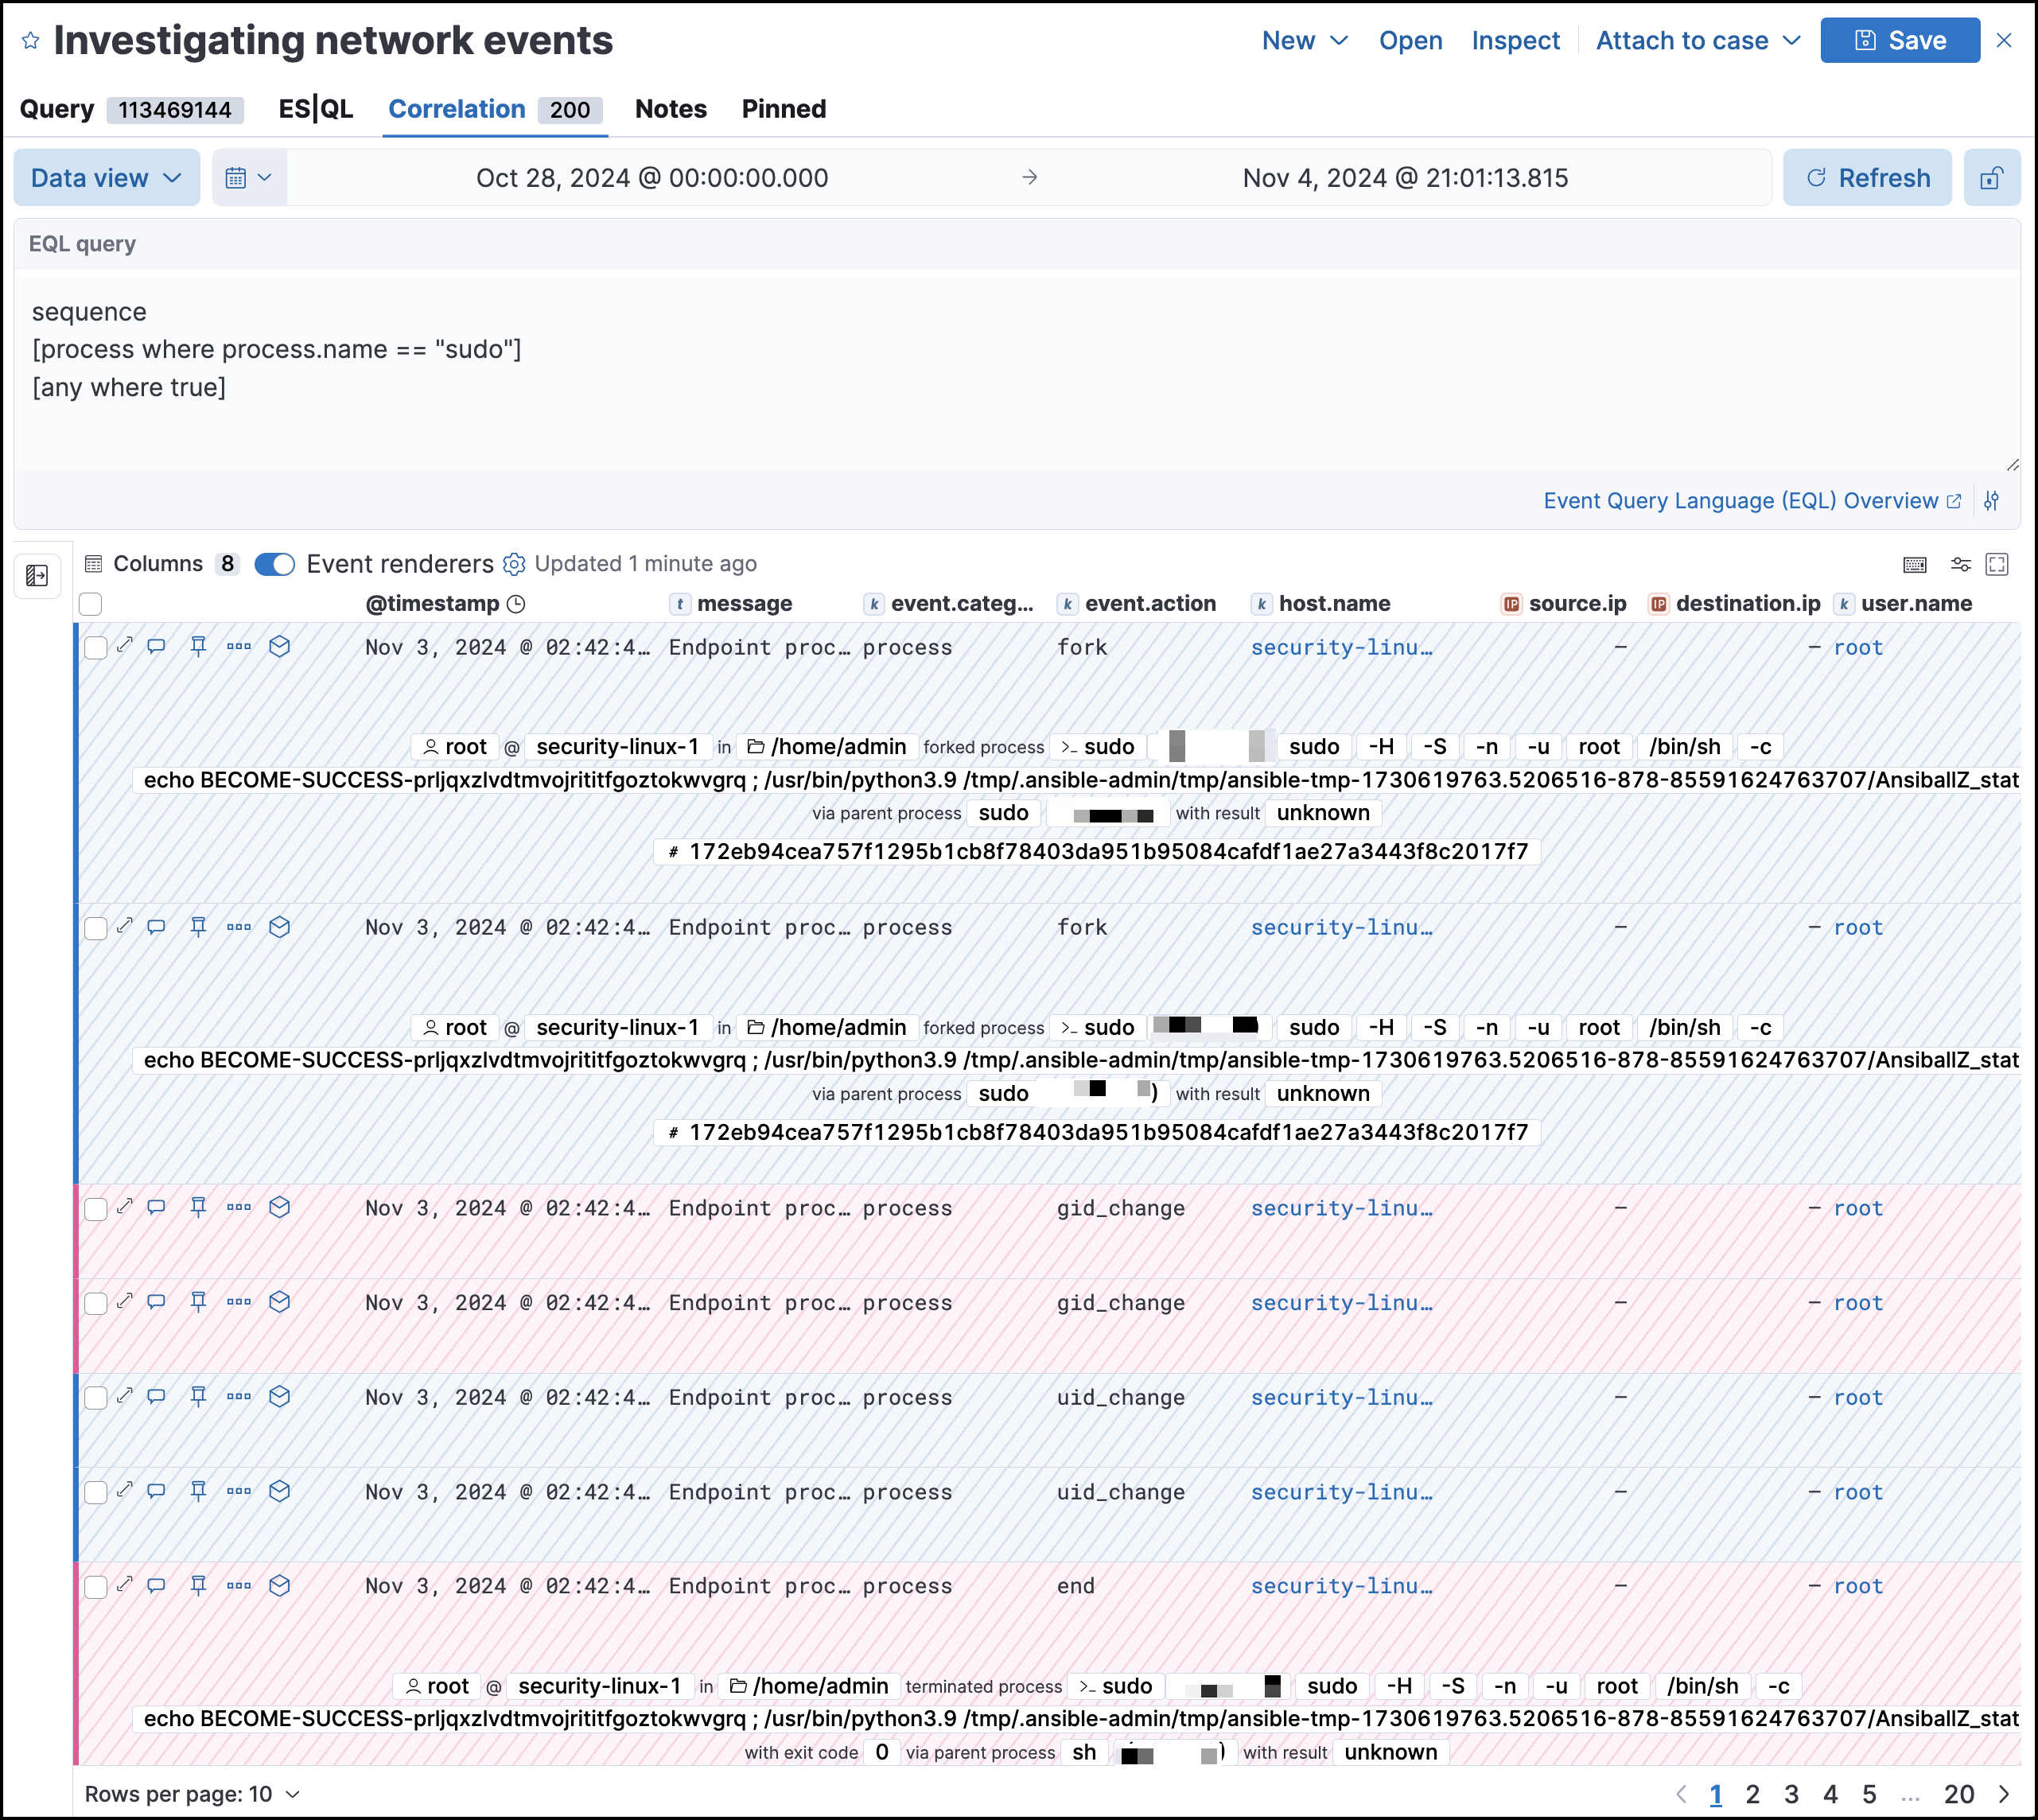 Investigating network events New Open Inspect Attach to case Save
Query 113469144 ES|QL Correlation 200 Notes Pinned
Data view Oct 28, 2024 @ 00:00:00.000 → Nov 4, 2024 @ 21:01:13.815 Refresh
EQL query
sequence
[process where process.name == "sudo"]
[any where true]
Event Query Language (EQL) Overview
Columns 8 Event renderers Updated 1 minute ago
@timestamp t message k event.categ... k event.action k host.name IP source.ip IP destination.ip k user.name
Nov 3, 2024 @ 02:42:4… Endpoint proc… process fork security-linu… — — root
root @ security-linux-1 in /home/admin forked process >_ sudo sudo -H -S -n -u root /bin/sh -c
echo BECOME-SUCCESS-prljqxzlvdtmvojrititfgoztokwvgrq ; /usr/bin/python3.9 /tmp/.ansible-admin/tmp/ansible-tmp-1730619763.5206516-878-85591624763707/AnsiballZ_stat
via parent process sudo with result unknown
# 172eb94cea757f1295b1cb8f78403da951b95084cafdf1ae27a3443f8c2017f7
Nov 3, 2024 @ 02:42:4… Endpoint proc… process fork security-linu… — — root
root @ security-linux-1 in /home/admin forked process >_ sudo sudo -H -S -n -u root /bin/sh -c
echo BECOME-SUCCESS-prljqxzlvdtmvojrititfgoztokwvgrq ; /usr/bin/python3.9 /tmp/.ansible-admin/tmp/ansible-tmp-1730619763.5206516-878-85591624763707/AnsiballZ_stat
via parent process sudo ) with result unknown
# 172eb94cea757f1295b1cb8f78403da951b95084cafdf1ae27a3443f8c2017f7
Nov 3, 2024 @ 02:42:4… Endpoint proc… process gid_change security-linu… — — root
Nov 3, 2024 @ 02:42:4… Endpoint proc… process gid_change security-linu… — — root
Nov 3, 2024 @ 02:42:4… Endpoint proc… process uid_change security-linu… — — root
Nov 3, 2024 @ 02:42:4… Endpoint proc… process uid_change security-linu… — — root
Nov 3, 2024 @ 02:42:4… Endpoint proc… process end security-linu… — — root
root @ security-linux-1 in /home/admin terminated process >_ sudo sudo -H -S -n -u root /bin/sh -c
echo BECOME-SUCCESS-prljqxzlvdtmvojrititfgoztokwvgrq ; /usr/bin/python3.9 /tmp/.ansible-admin/tmp/ansible-tmp-1730619763.5206516-878-85591624763707/AnsiballZ_stat
with exit code 0 via parent process sh ) with result unknown
Rows per page: 10 1 2 3 4 5 ... 20